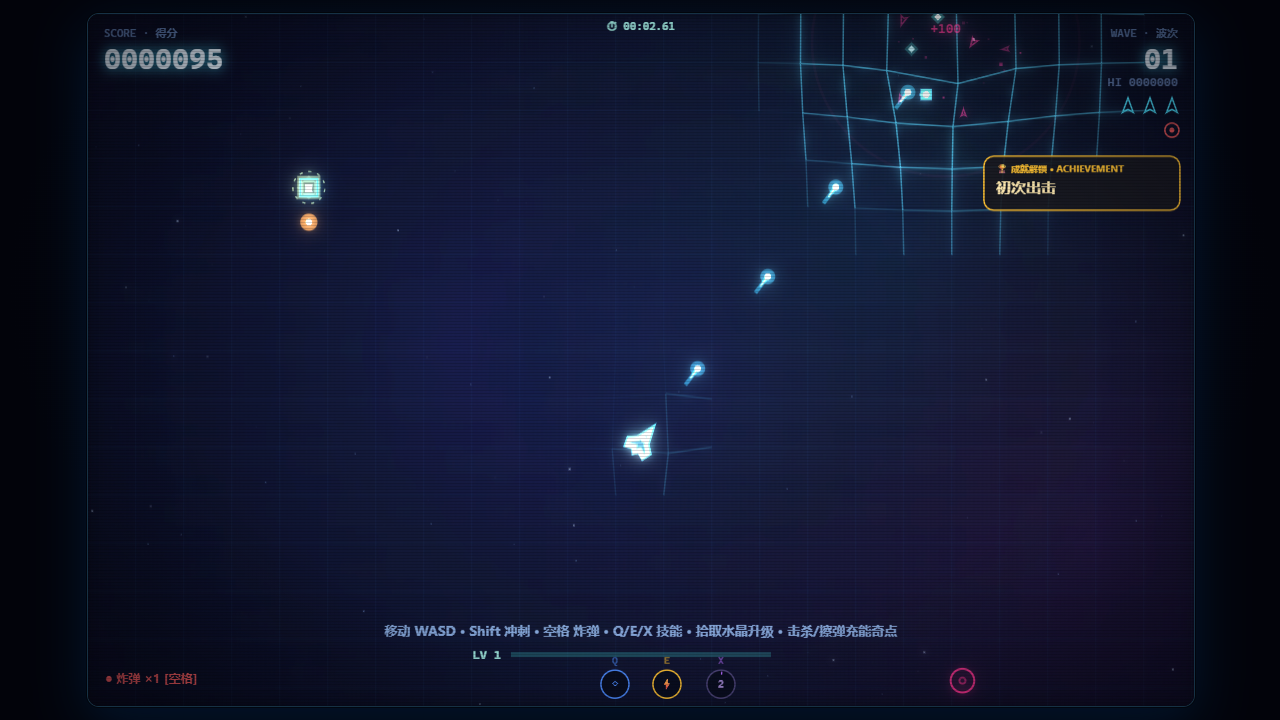 SCORE · 得分
0000095
00:02.61
+100
WAVE · 波次
01
HI 0000000
成就解锁 • ACHIEVEMENT
初次出击
移动 WASD • Shift 冲刺 • 空格 炸弹 • Q/E/X 技能 • 拾取水晶升级 • 击杀/擦弹充能奇点
LV 1
Q
E
X
2
炸弹 ×1 [空格]